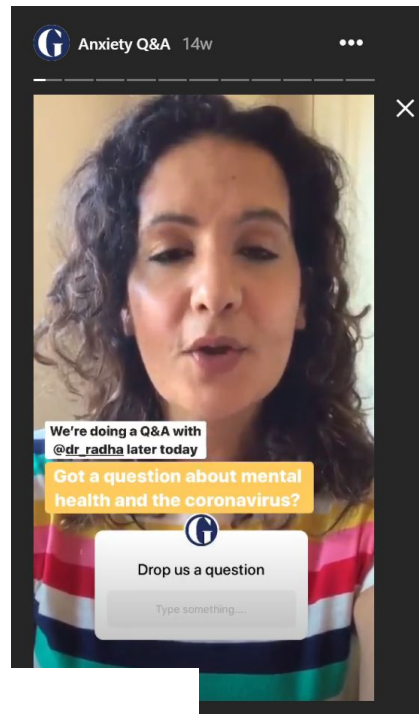 Anxiety Q&A 14w
We're doing a Q&A with
@dr_radha later today
Got a question about mental
health and the coronavirus?
G
Drop us a question
Type something....